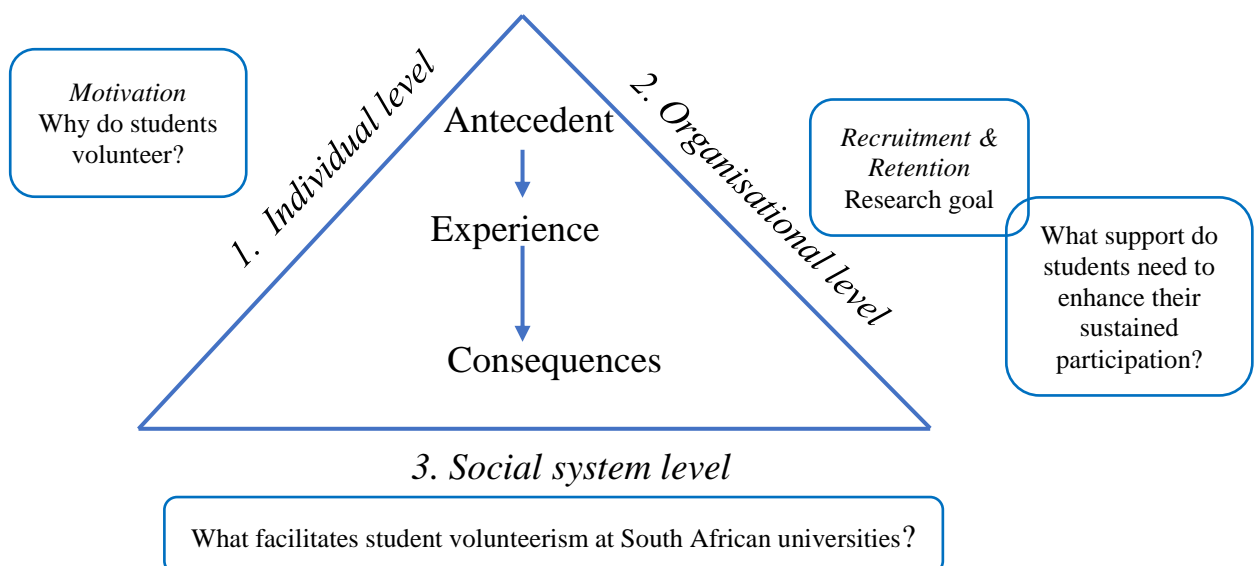 Motivation
Why do students
volunteer?
1. Individual level
Antecedent
Experience
Consequences
2. Organisational level
Recruitment &
Retention
Research goal
What support do
students need to
enhance their
sustained
participation?
3. Social system level
What facilitates student volunteerism at South African universities?